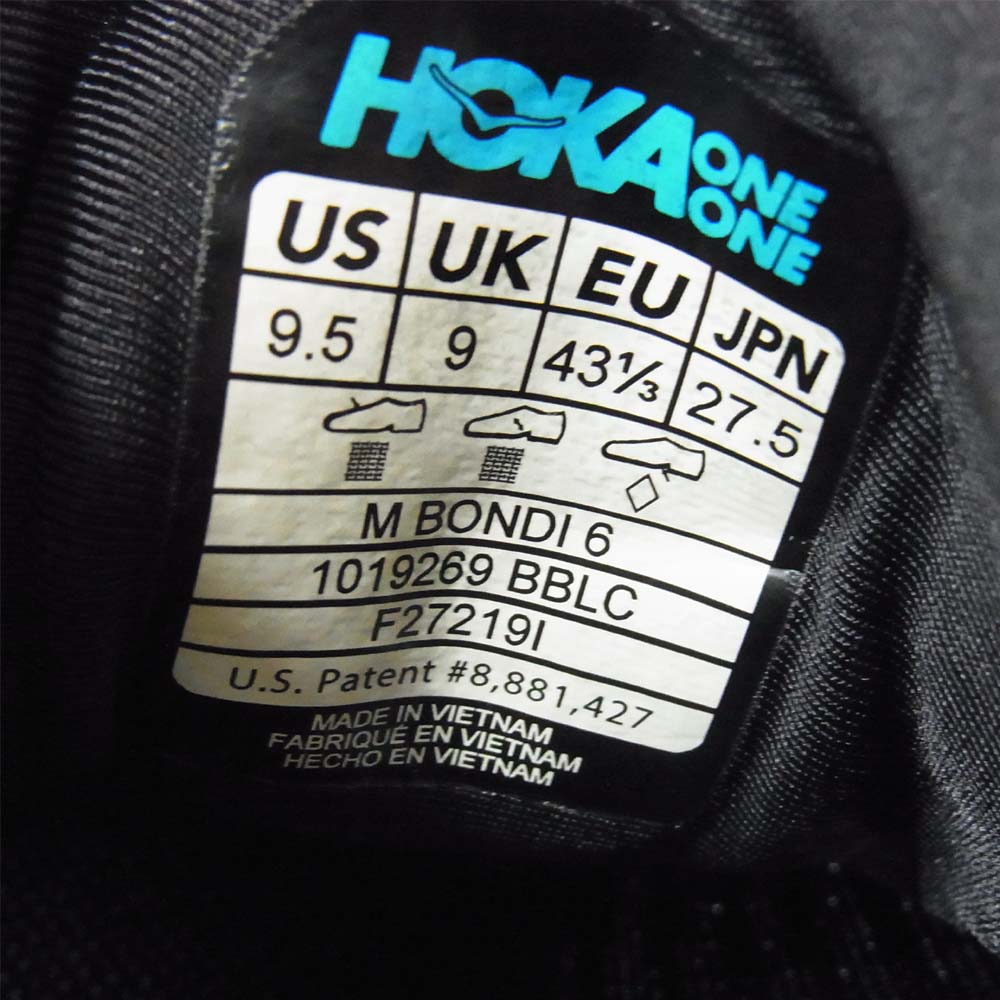 HOKA ONE ONE
US UK EU JPN
9.5 9 43⅓ 27.5
M BONDI 6
1019269 BBLC
F27219I
U.S. Patent #8,881,427
MADE IN VIETNAM
FABRIQUÉ EN VIETNAM
HECHO EN VIETNAM